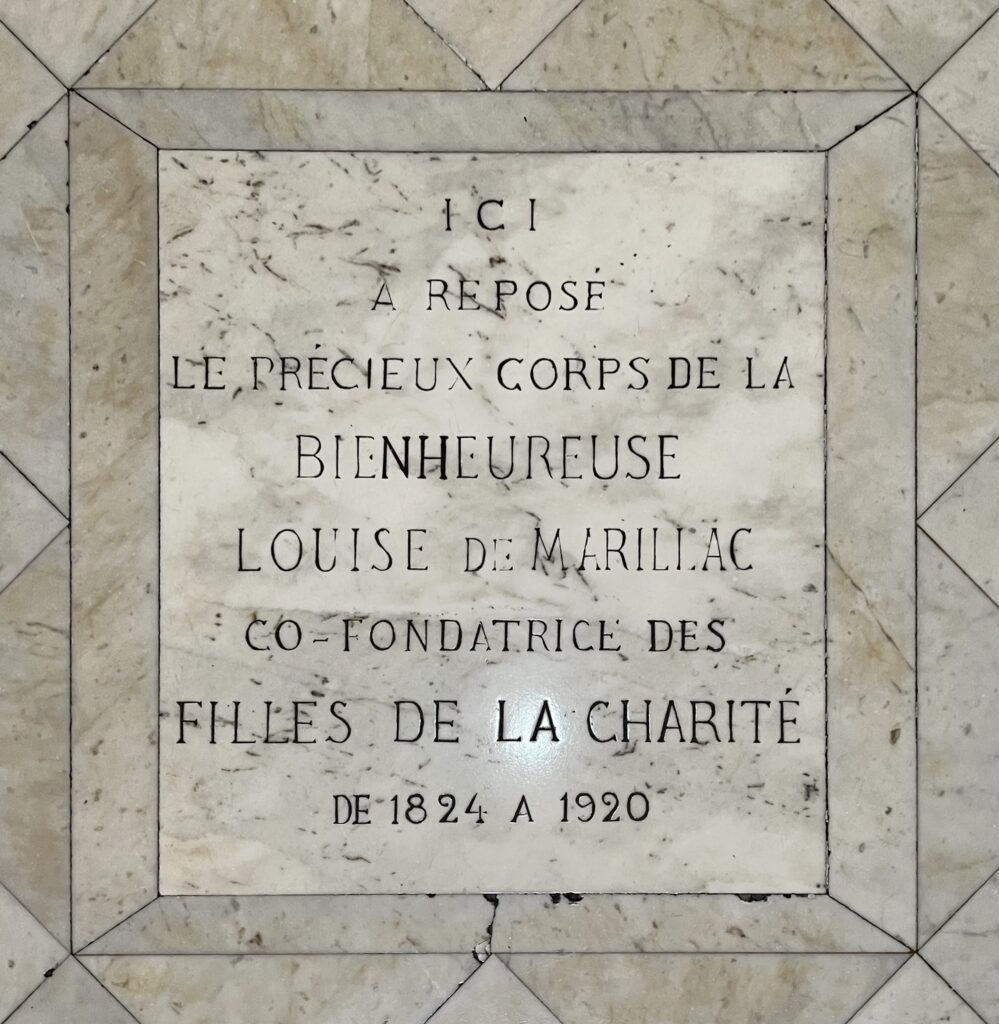 ICI
A REPOSÉ
LE PRÉCIEUX CORPS DE LA
BIENHEUREUSE
LOUISE DE MARILLAC
CO-FONDATRICE DES
FILLES DE LA CHARITÉ
DE 1824 A 1920